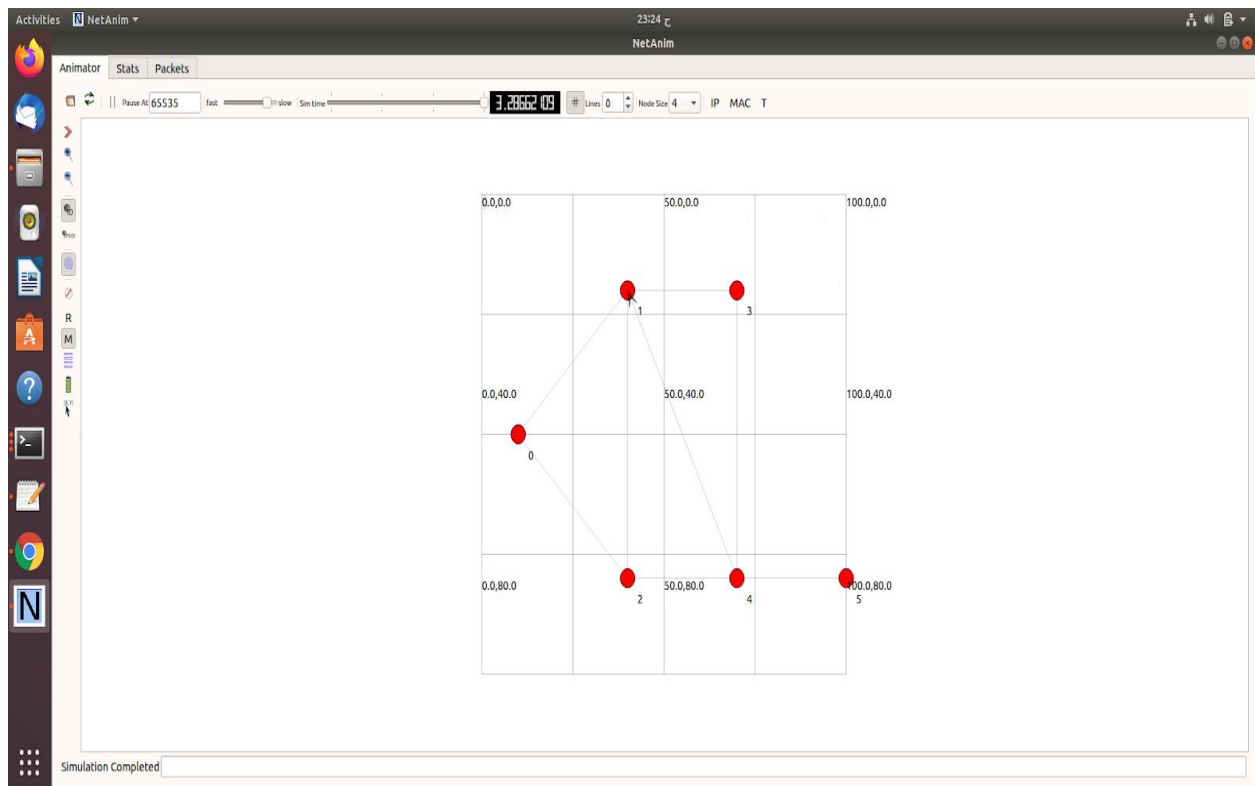 Activities NetAnim 23:24 ج
NetAnim
Animator Stats Packets
Pause At 65535 fast slow Sim time 3.28662109 # Lines 0 Node Size 4 IP MAC T
0.0,0.0 50.0,0.0 100.0,0.0
R
M
1 3
0.0,40.0 50.0,40.0 100.0,40.0
0
0.0,80.0 50.0,80.0 100.0,80.0
2 4 5
Simulation Completed